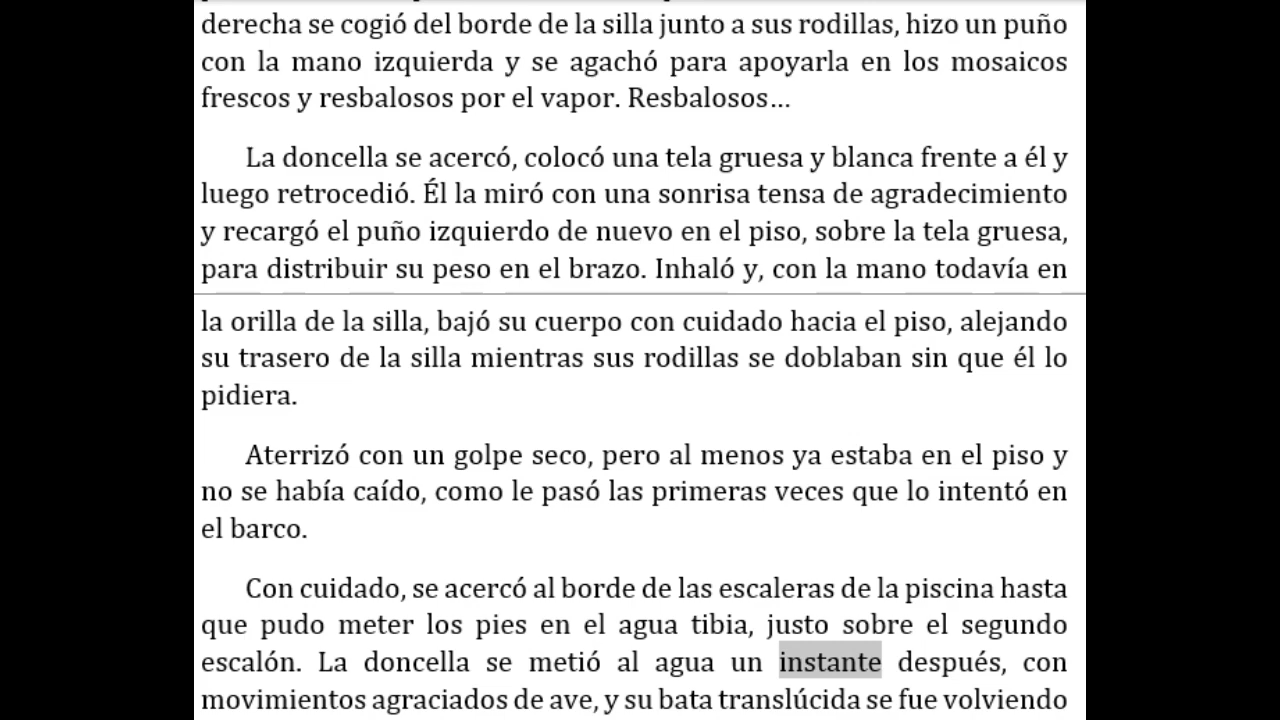 derecha se cogió del borde de la silla junto a sus rodillas, hizo un puño
con la mano izquierda y se agachó para apoyarla en los mosaicos
frescos y resbalosos por el vapor. Resbalosos…
La doncella se acercó, colocó una tela gruesa y blanca frente a él y
luego retrocedió. Él la miró con una sonrisa tensa de agradecimiento
y recargó el puño izquierdo de nuevo en el piso, sobre la tela gruesa,
para distribuir su peso en el brazo. Inhaló y, con la mano todavía en
la orilla de la silla, bajó su cuerpo con cuidado hacia el piso, alejando
su trasero de la silla mientras sus rodillas se doblaban sin que él lo
pidiera.
Aterrizó con un golpe seco, pero al menos ya estaba en el piso y
no se había caído, como le pasó las primeras veces que lo intentó en
el barco.
Con cuidado, se acercó al borde de las escaleras de la piscina hasta
que pudo meter los pies en el agua tibia, justo sobre el segundo
escalón. La doncella se metió al agua un instante después, con
movimientos agraciados de ave, y su bata translúcida se fue volviendo